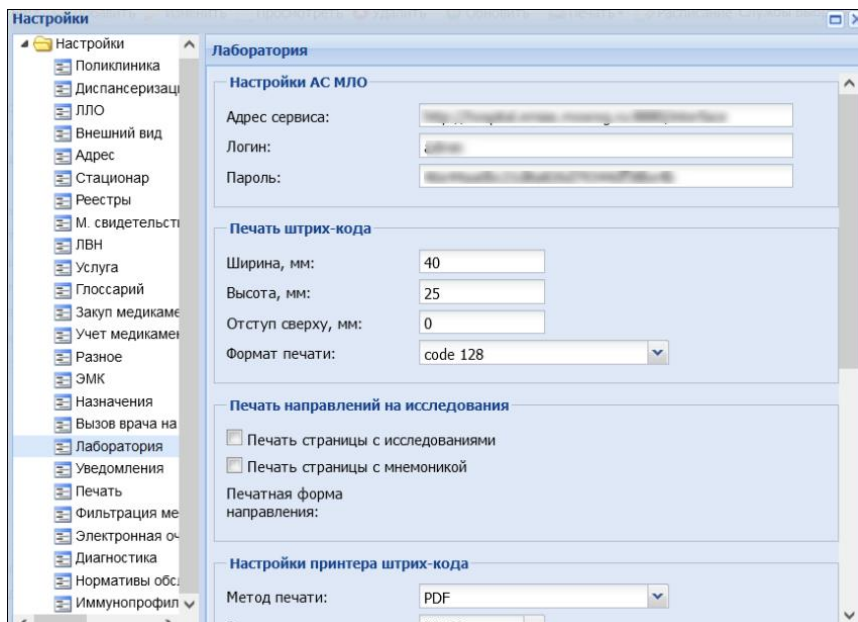 Настройки
Настройки
Поликлиника
Диспансеризаці
ЛЛО
Внешний вид
Адрес
Стационар
Реестры
М. свидетельст
ЛВН
Услуга
Глоссарий
Закуп медикаме
Учет медикамен
Разное
ЭМК
Назначения
Вызов врача на
Лаборатория
Уведомления
Печать
Фильтрация ме
Электронная оч
Диагностика
Нормативы обс
Иммунопрофил
Лаборатория
Настройки АС МЛО
Адрес сервиса:
Логин:
Пароль:
Печать штрих-кода
Ширина, мм: 40
Высота, мм: 25
Отступ сверху, мм: 0
Формат печати: code 128
Печать направлений на исследования
Печать страницы с исследованиями
Печать страницы с мнемоникой
Печатная форма
направления:
Настройки принтера штрих-кода
Метод печати: PDF